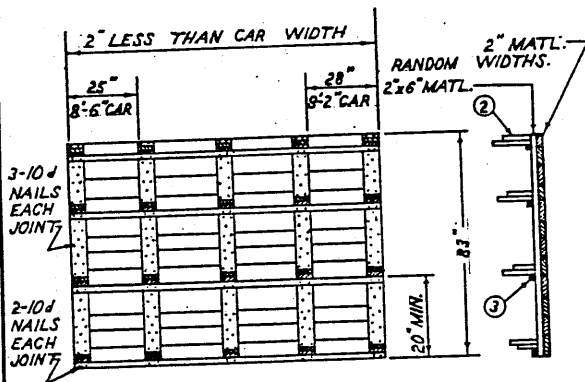 2" LESS THAN CAR WIDTH
25"
8'-6" CAR
28"
9'-2" CAR
2" MATL.
RANDOM
WIDTHS.
2"x6" MATL.
2
3-10d
NAILS
EACH
JOINT
83"
20" MIN.
3
2-10d
NAILS
EACH
JOINT